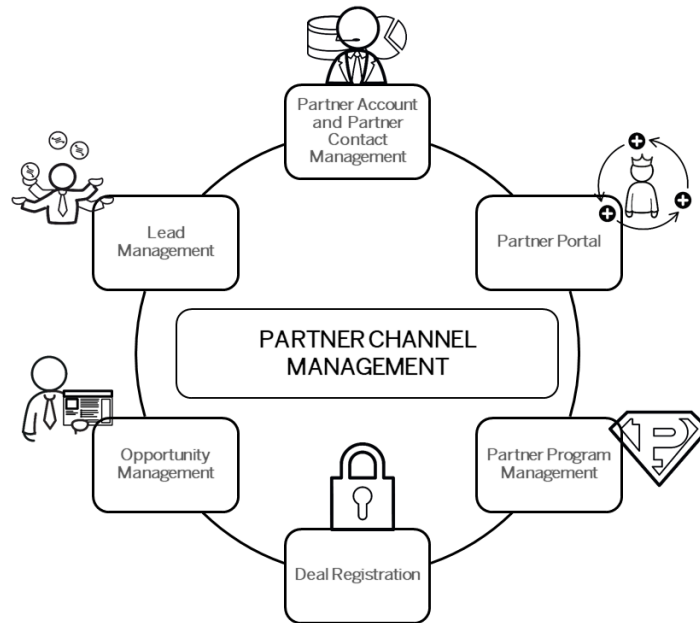 Partner Account
and Partner
Contact
Management
Lead
Management
Partner Portal
PARTNER CHANNEL
MANAGEMENT
Opportunity
Management
Partner Program
Management
P
Deal Registration